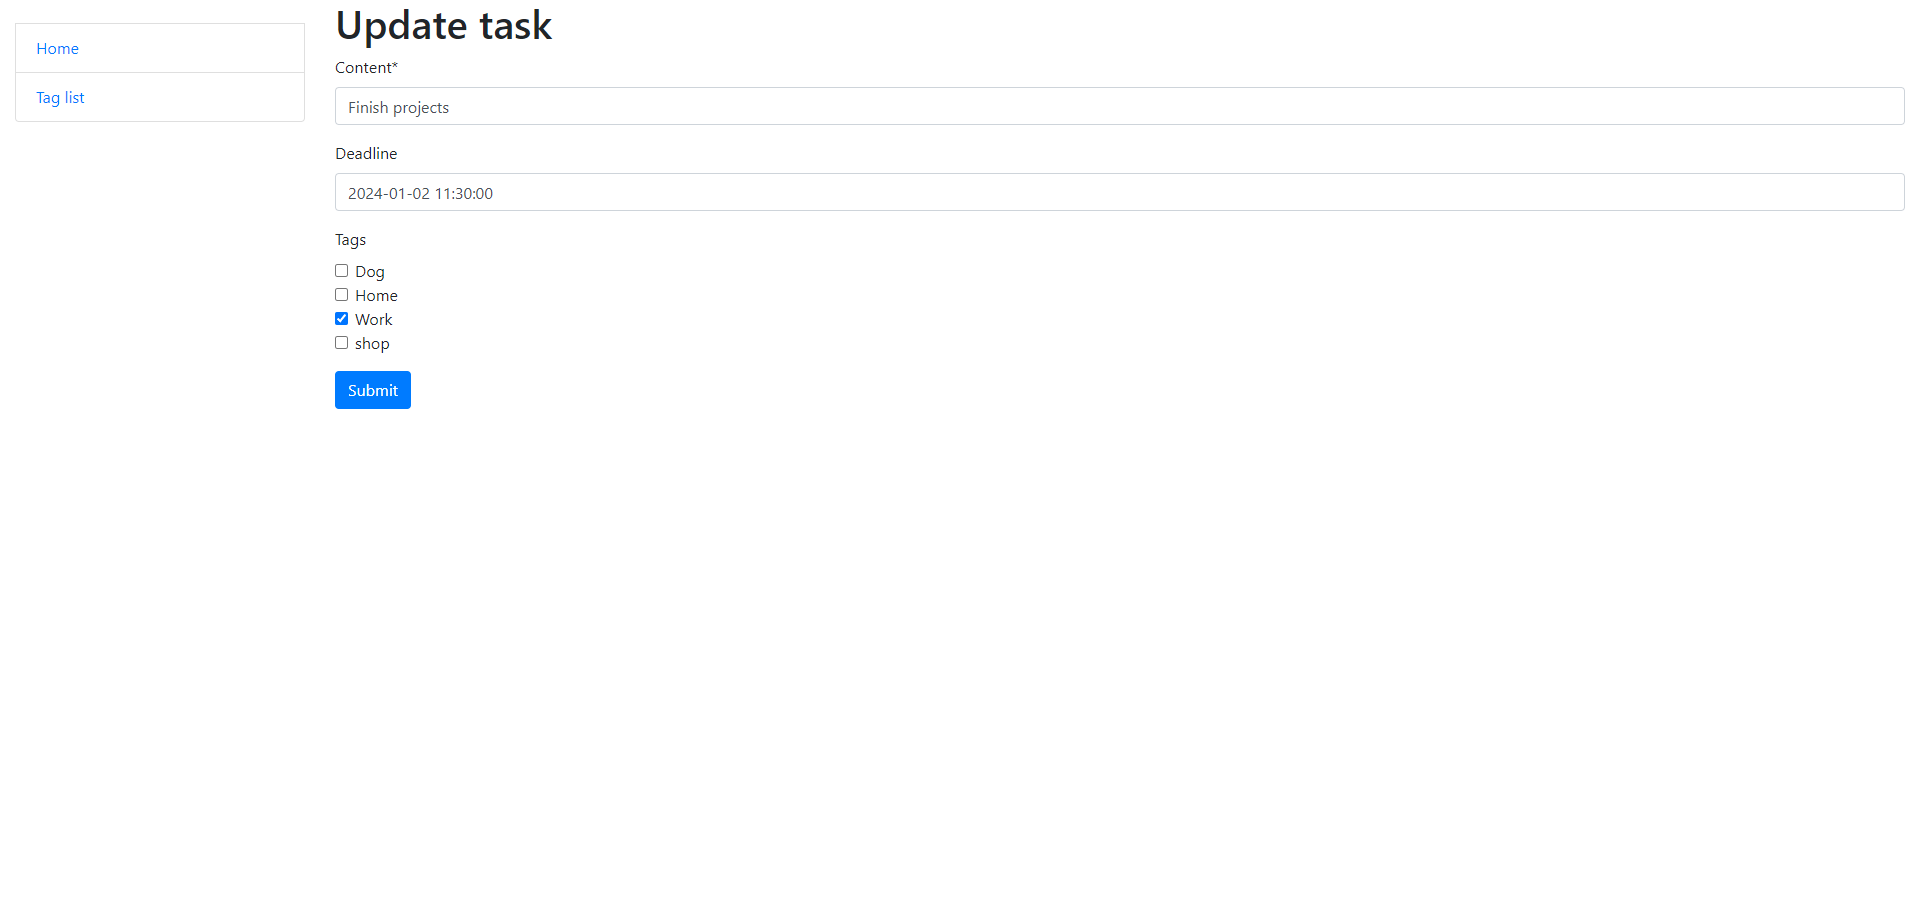 Home
Tag list
Update task
Content*
Finish projects
Deadline
2024-01-02 11:30:00
Tags
Dog
Home
Work
shop
Submit